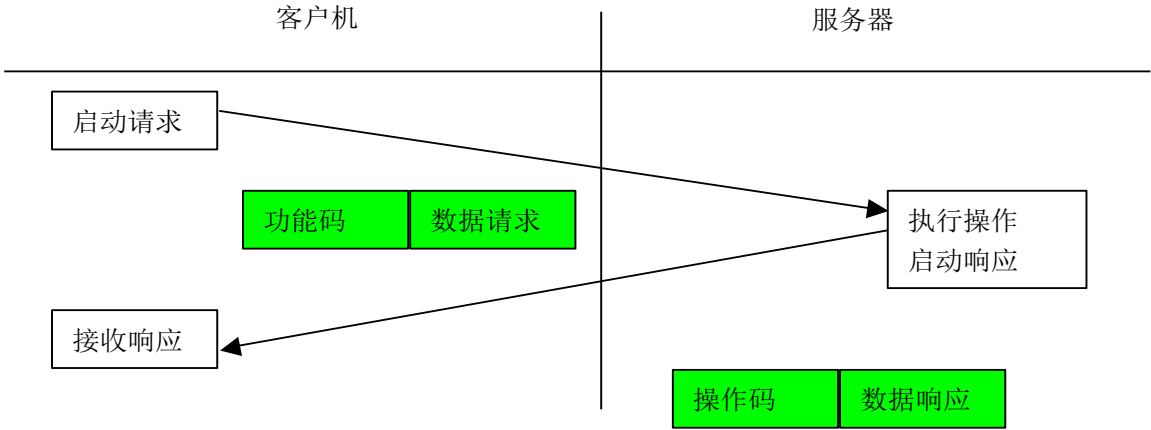 客户机
服务器
启动请求
功能码
数据请求
执行操作
启动响应
接收响应
操作码
数据响应